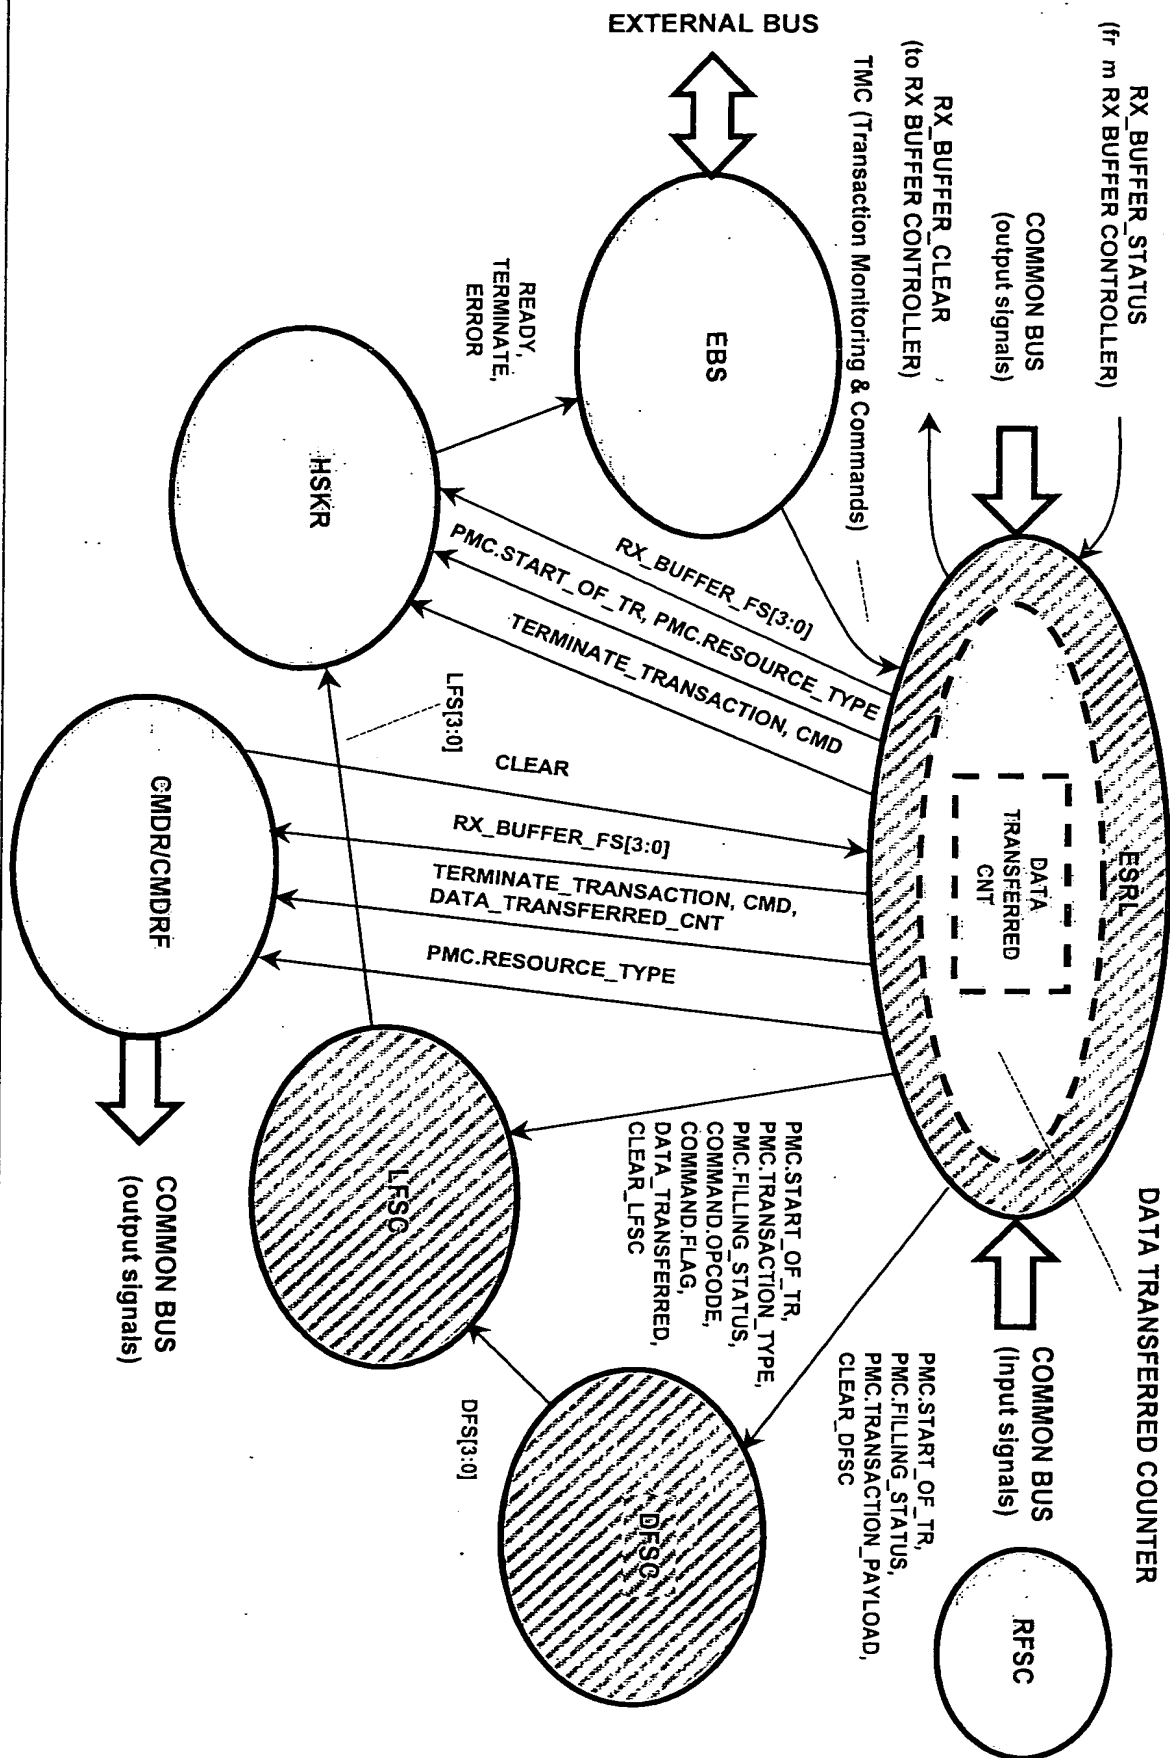 EXTERNAL BUS
RX_BUFFER_STATUS
(fr m RX BUFFER CONTROLLER)
COMMON BUS
(output signals)
RX_BUFFER_CLEAR
(to RX BUFFER CONTROLLER)
TMC (Transaction Monitoring & Commands)
EBS
READY,
TERMINATE,
ERROR
HSKR
RX_BUFFER_FS[3:0]
PMC.START_OF_TR, PMC.RESOURCE_TYPE
TERMINATE_TRANSACTION, CMD
LFS[3:0]
CLEAR
RX_BUFFER_FS[3:0]
TERMINATE_TRANSACTION, CMD,
DATA_TRANSFERRED_CNT
PMC.RESOURCE_TYPE
ESRL
DATA
TRANSFERRED
CNT
CMDR/CMDRF
COMMON BUS
(output signals)
LFSC
PMC.START_OF_TR,
PMC.TRANSACTION_TYPE,
PMC.FILLING_STATUS,
COMMAND.OPCODE,
COMMAND.FLAG,
DATA_TRANSFERRED,
CLEAR_LFSC
DFS[3:0]
DFSC
PMC.START_OF_TR,
PMC.FILLING_STATUS,
PMC.TRANSACTION_PAYLOAD,
CLEAR_DFSC
COMMON BUS
(input signals)
DATA TRANSFERRED COUNTER
RFSC